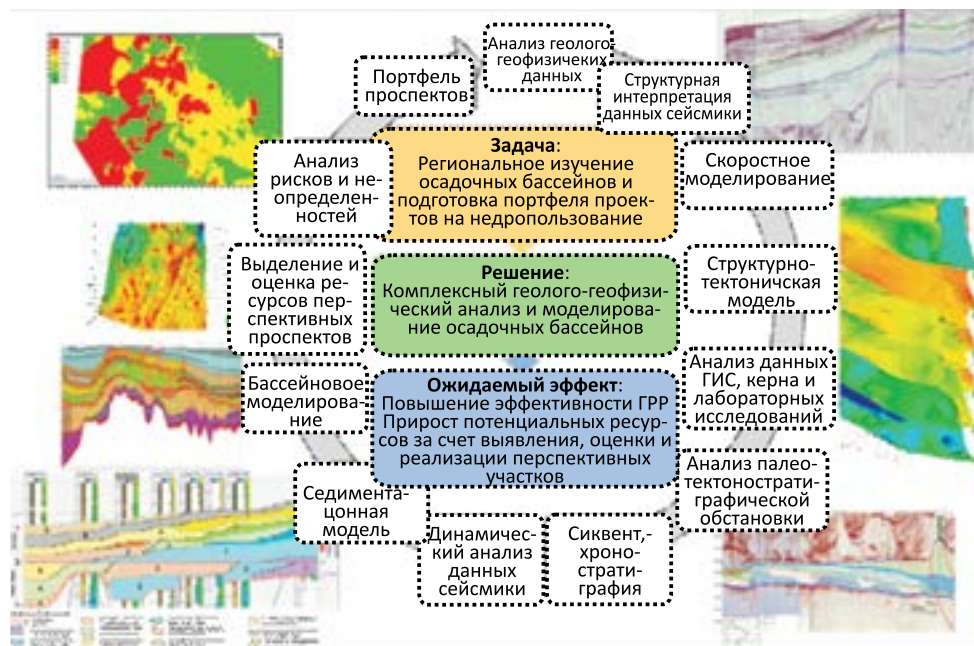 Анализ геолого-
геофизичеких
данных
Структурная
интерпретация
данных сейсмики
Скоростное
моделирование
Структурно-
тектоничская
модель
Анализ данных
ГИС, керна и
лабораторных
исследований
Анализ палео-
тектоностра­ти-
графической
обстановки
Сиквент,-
хроно-
страти-
графия
Динамичес-
кий анализ
данных
сейсмики
Седимента-
цонная
модель
Бассейновое
моделирова-
ние
Выделение и
оценка ре-
сурсов пер-
спективных
проспектов
Анализ
рисков и не-
определен-
ностей
Портфель
проспектов
Задача:
Региональное изучение
осадочных бассейнов и
подготовка портфеля проек-
тов на недропользование
Решение:
Комплексный геолого-геофизи-
ческий анализ и моделирова-
ние осадочных бассейнов
Ожидаемый эффект:
Повышение эффективности ГРР
Прирост потенциальных ресур-
сов за счет выявления, оценки и
реализации перспективных
участков